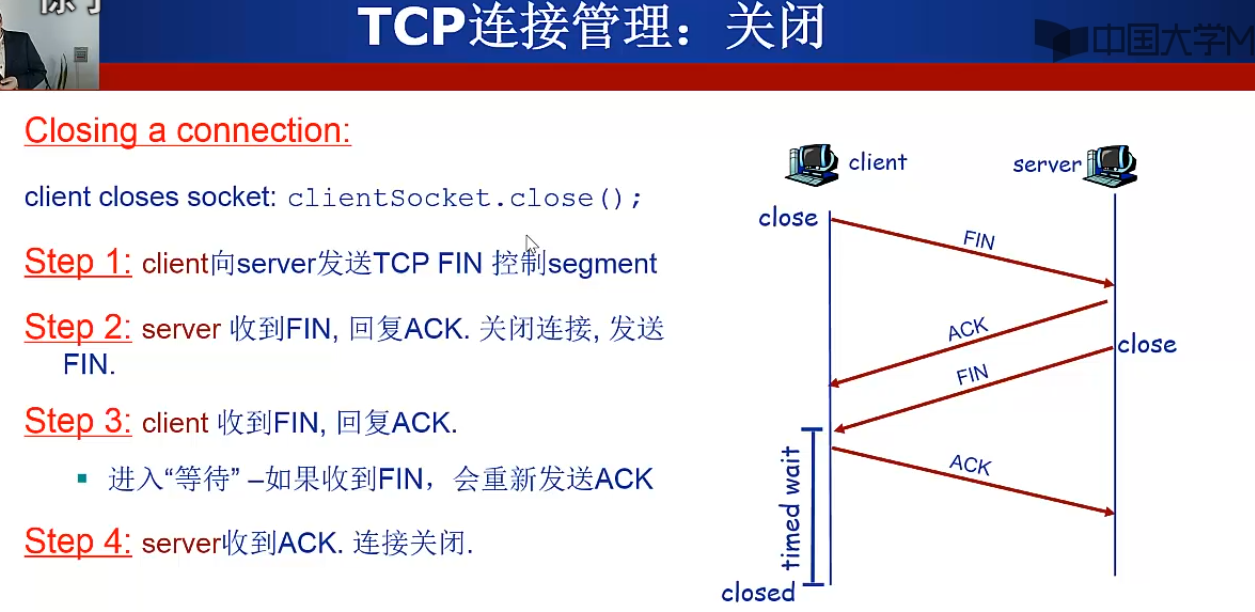 TCP连接管理：关闭
中国大学M
Closing a connection:
client closes socket: clientSocket.close();
Step 1: client向server发送TCP FIN 控制segment
Step 2: server 收到FIN, 回复ACK. 关闭连接, 发送
FIN.
Step 3: client 收到FIN, 回复ACK.
▪ 进入“等待” –如果收到FIN，会重新发送ACK
Step 4: server收到ACK. 连接关闭.
client
server
close
FIN
ACK
close
FIN
timed wait
ACK
closed